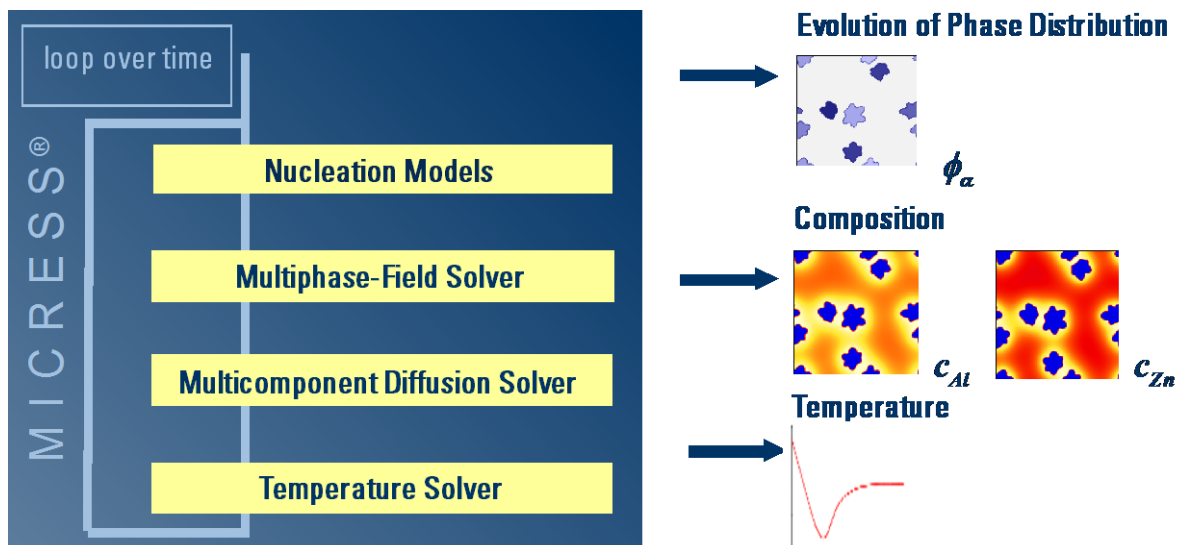 loop over time
MICRESS®
Nucleation Models
Multiphase-Field Solver
Multicomponent Diffusion Solver
Temperature Solver
Evolution of Phase Distribution
ϕα
Composition
cAl
cZn
Temperature